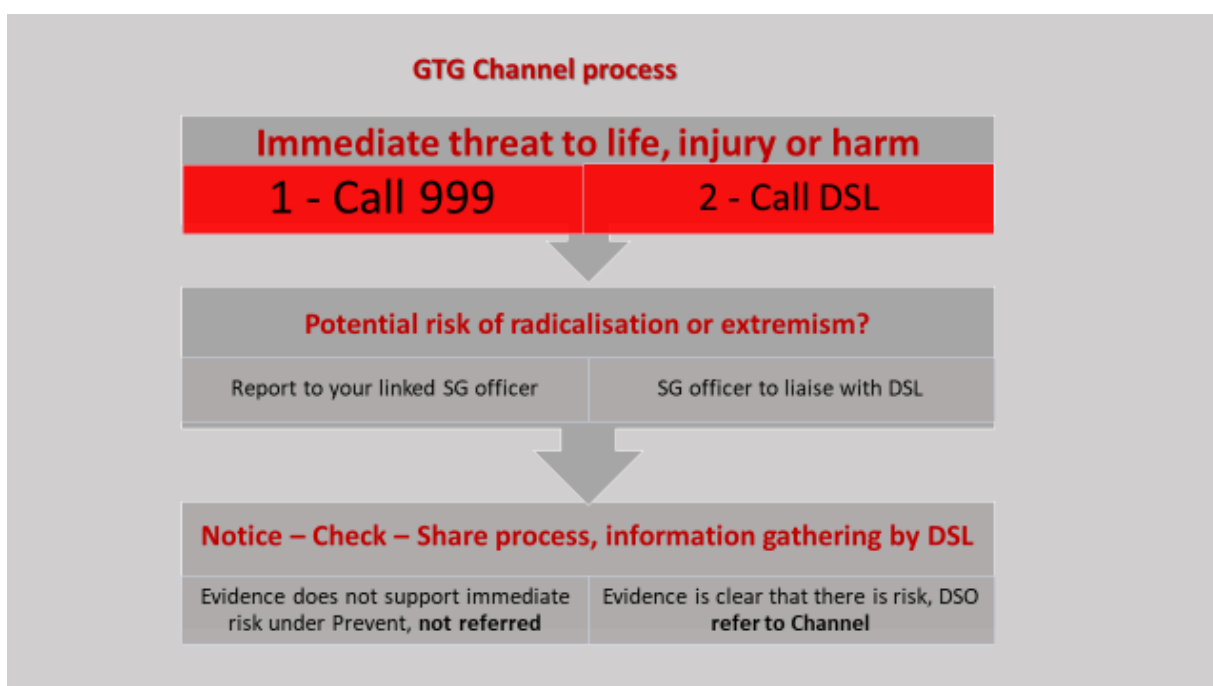 GTG Channel process
Immediate threat to life, injury or harm
1 - Call 999
2 - Call DSL
Potential risk of radicalisation or extremism?
Report to your linked SG officer
SG officer to liaise with DSL
Notice – Check – Share process, information gathering by DSL
Evidence does not support immediate
risk under Prevent, not referred
Evidence is clear that there is risk, DSO
refer to Channel